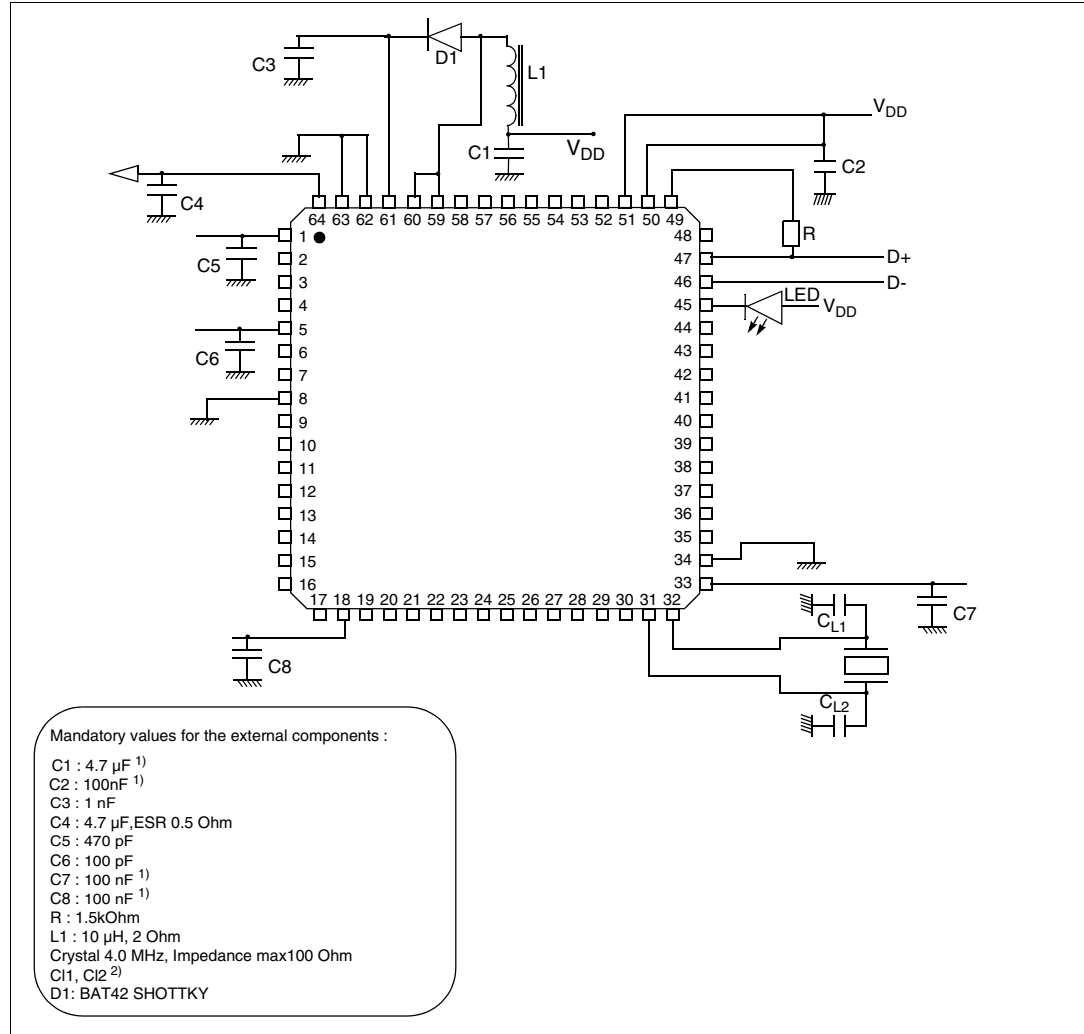 D1
C3
L1
V_DD
V_DD
C1
C2
C4
64 63 62 61 60 59 58 57 56 55 54 53 52 51 50 49
1
2
3
4
5
6
7
8
9
10
11
12
13
14
15
16
C5
C6
48
47
46
45
44
43
42
41
40
39
38
37
36
35
34
33
R
D+
D-
LED
V_DD
17 18 19 20 21 22 23 24 25 26 27 28 29 30 31 32
C_L1
C7
C8
C_L2
Mandatory values for the external components :
C1 : 4.7 µF 1)
C2 : 100nF 1)
C3 : 1 nF
C4 : 4.7 µF,ESR 0.5 Ohm
C5 : 470 pF
C6 : 100 pF
C7 : 100 nF 1)
C8 : 100 nF 1)
R : 1.5kOhm
L1 : 10 µH, 2 Ohm
Crystal 4.0 MHz, Impedance max100 Ohm
Cl1, Cl2 2)
D1: BAT42 SHOTTKY